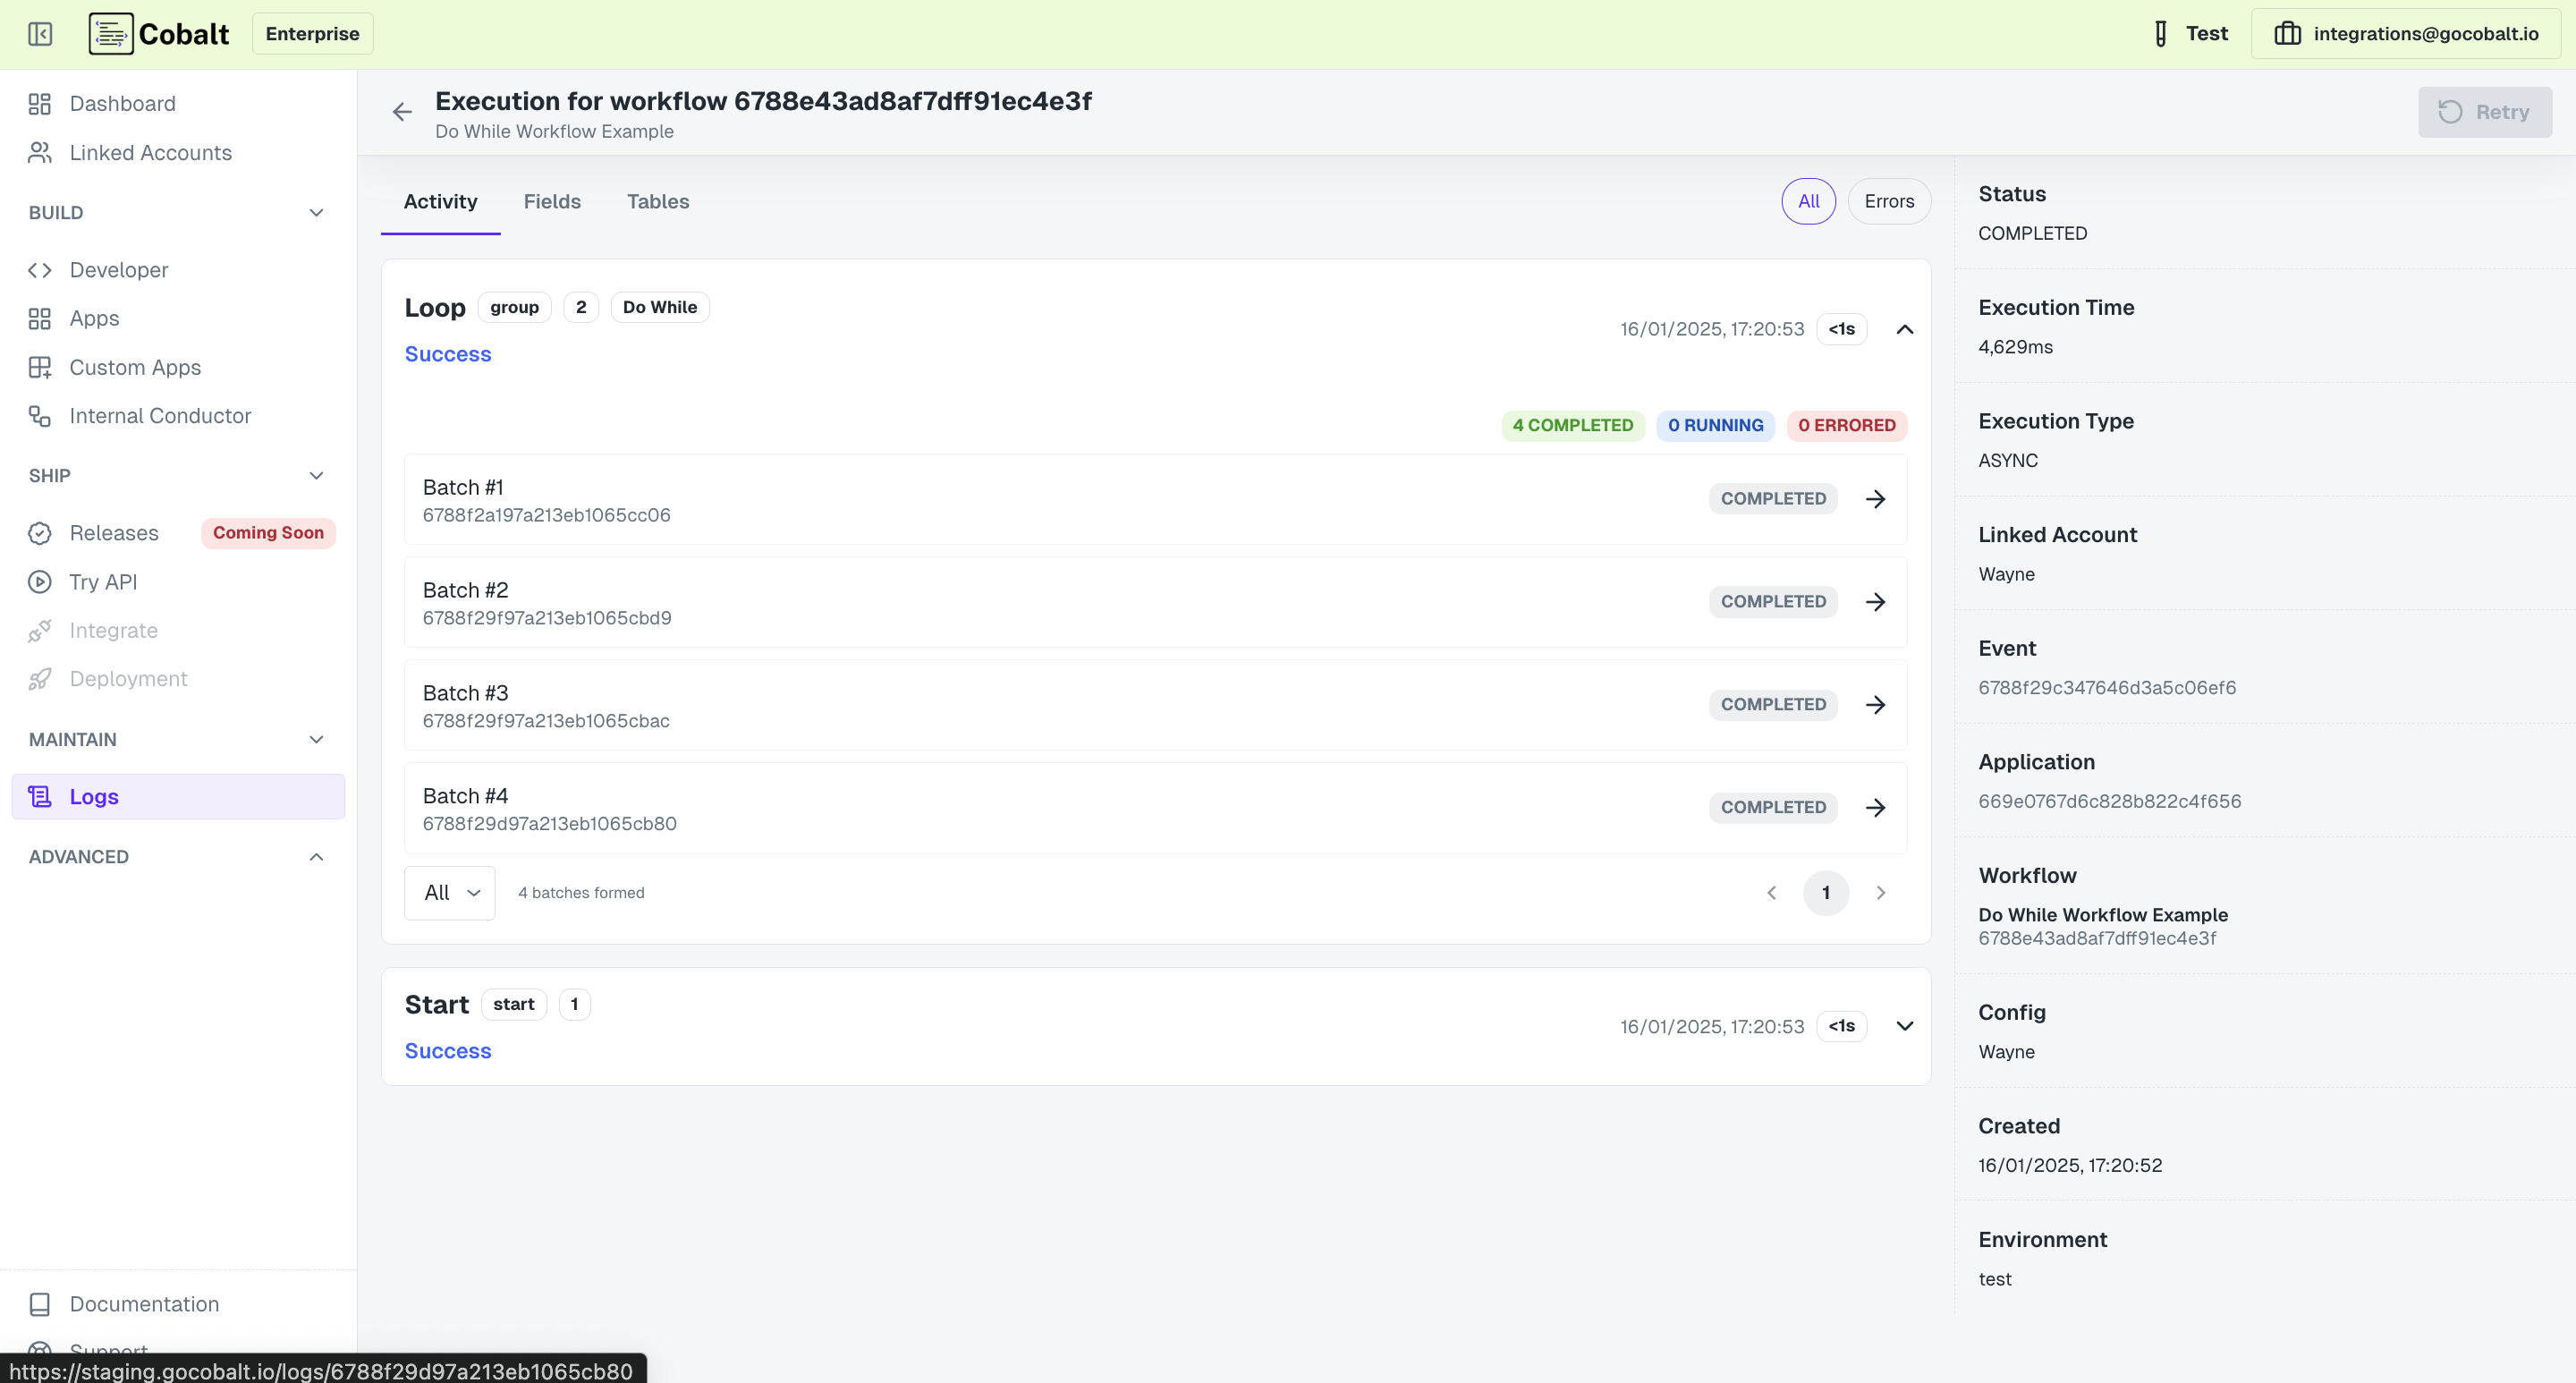 Cobalt
Enterprise
Test
integrations@gocobalt.io
Dashboard
Linked Accounts
BUILD
Developer
Apps
Custom Apps
Internal Conductor
SHIP
Releases
Coming Soon
Try API
Integrate
Deployment
MAINTAIN
Logs
ADVANCED
Documentation
Support
https://staging.gocobalt.io/logs/6788f29d97a213eb1065cb80
Execution for workflow 6788e43ad8af7dff91ec4e3f
Do While Workflow Example
Retry
Activity
Fields
Tables
All
Errors
Loop
group
2
Do While
Success
16/01/2025, 17:20:53
<1s
4 COMPLETED
0 RUNNING
0 ERRORED
Batch #1
6788f2a197a213eb1065cc06
COMPLETED
Batch #2
6788f29f97a213eb1065cbd9
COMPLETED
Batch #3
6788f29f97a213eb1065cbac
COMPLETED
Batch #4
6788f29d97a213eb1065cb80
COMPLETED
All
4 batches formed
1
Start
start
1
Success
16/01/2025, 17:20:53
<1s
Status
COMPLETED
Execution Time
4,629ms
Execution Type
ASYNC
Linked Account
Wayne
Event
6788f29c347646d3a5c06ef6
Application
669e0767d6c828b822c4f656
Workflow
Do While Workflow Example
6788e43ad8af7dff91ec4e3f
Config
Wayne
Created
16/01/2025, 17:20:52
Environment
test